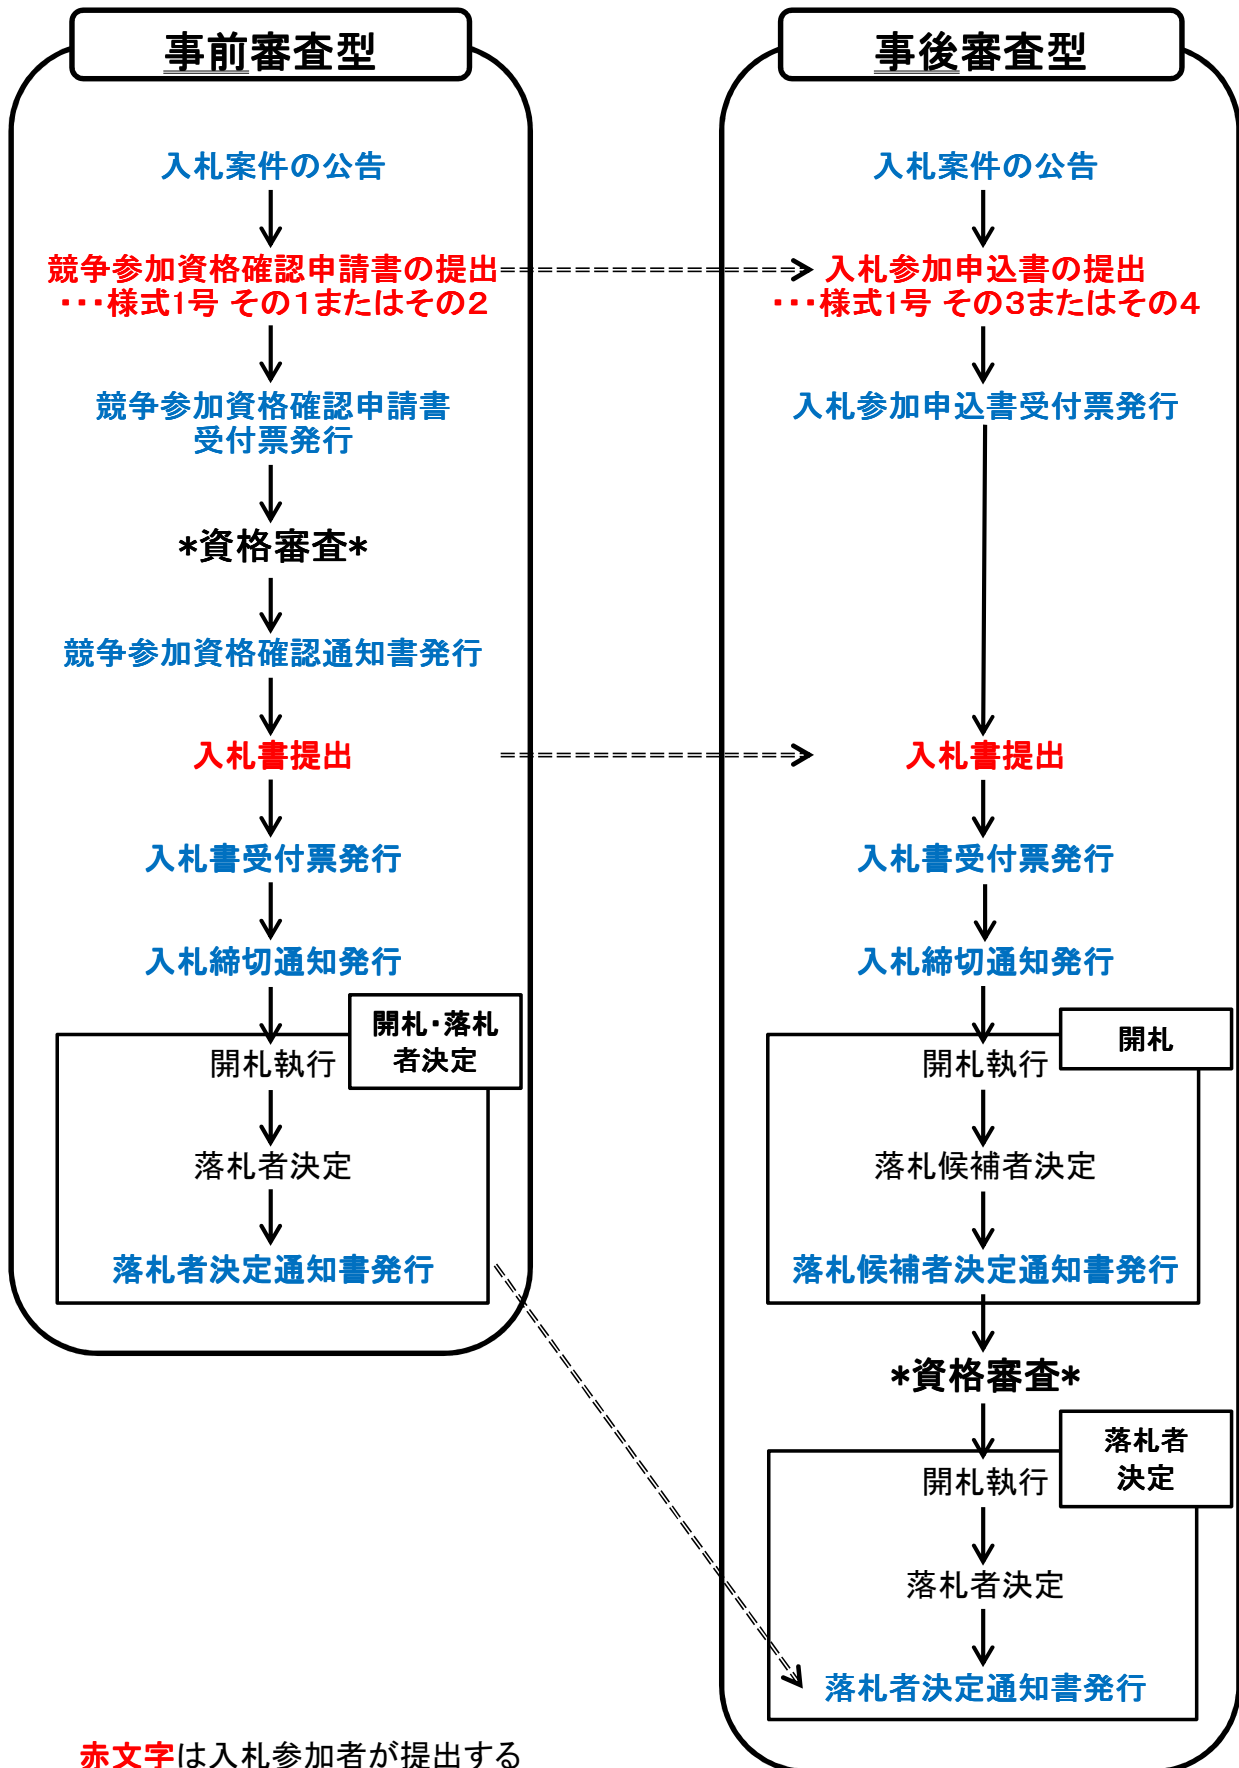 事前審査型
入札案件の公告
競争参加資格確認申請書の提出
・・・様式1号 その1またはその2
競争参加資格確認申請書
受付票発行
*資格審査*
競争参加資格確認通知書発行
入札書提出
入札書受付票発行
入札締切通知発行
開札・落札
者決定
開札執行
落札者決定
落札者決定通知書発行
事後審査型
入札案件の公告
入札参加申込書の提出
・・・様式1号 その3またはその4
入札参加申込書受付票発行
入札書提出
入札書受付票発行
入札締切通知発行
開札
開札執行
落札候補者決定
落札候補者決定通知書発行
*資格審査*
落札者
決定
開札執行
落札者決定
落札者決定通知書発行
赤文字は入札参加者が提出する